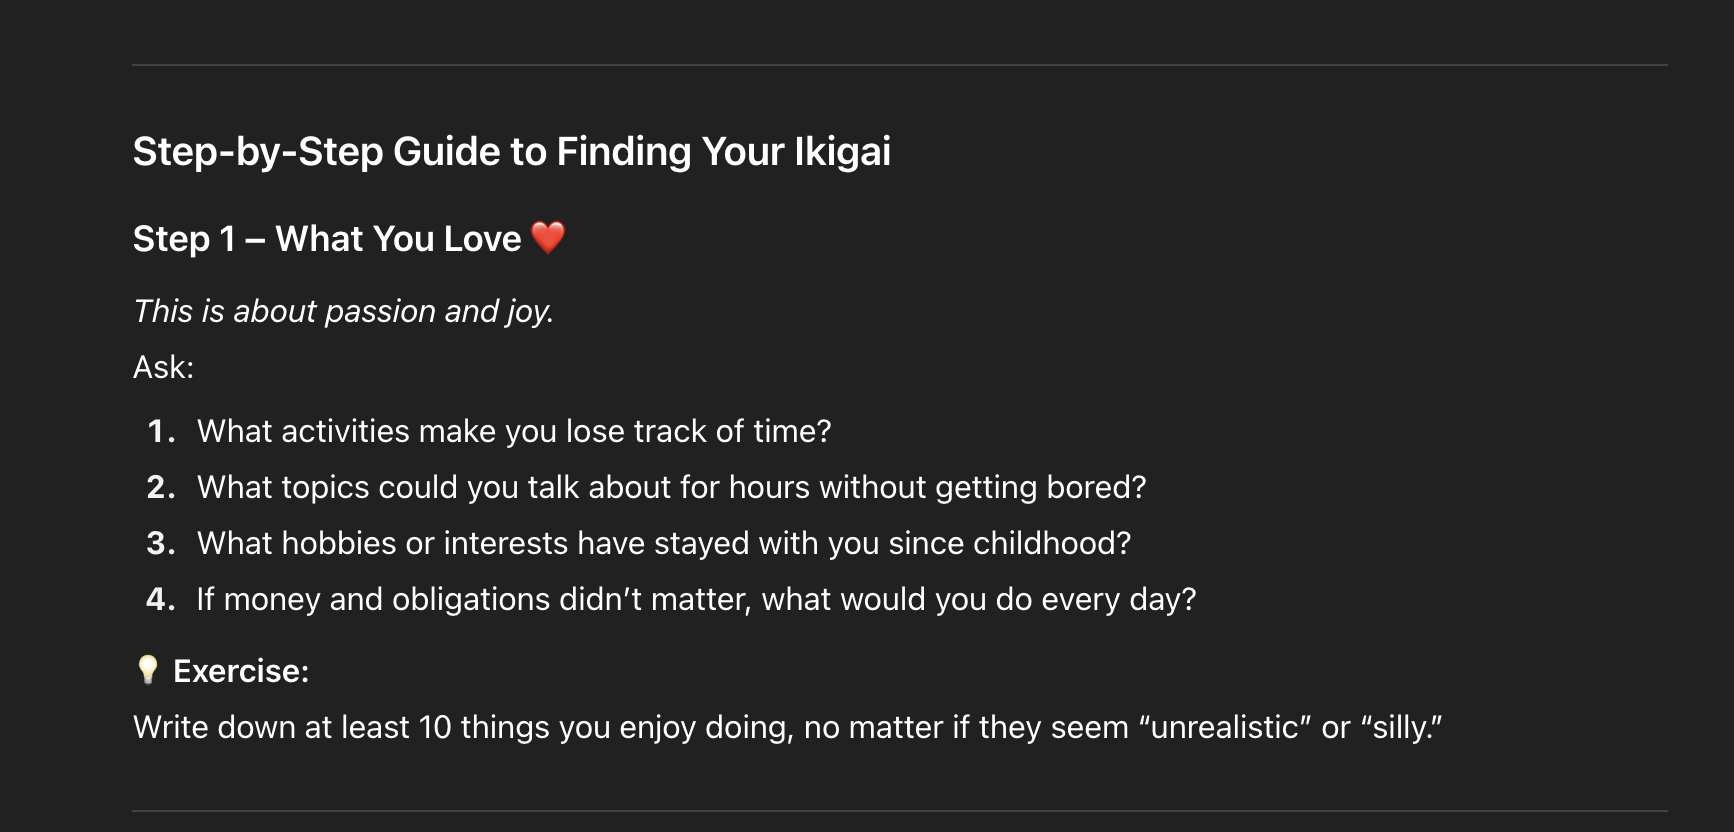 Step-by-Step Guide to Finding Your Ikigai
Step 1 – What You Love ❤️
This is about passion and joy.
Ask:
1. What activities make you lose track of time?
2. What topics could you talk about for hours without getting bored?
3. What hobbies or interests have stayed with you since childhood?
4. If money and obligations didn’t matter, what would you do every day?
💡 Exercise:
Write down at least 10 things you enjoy doing, no matter if they seem “unrealistic” or “silly.”